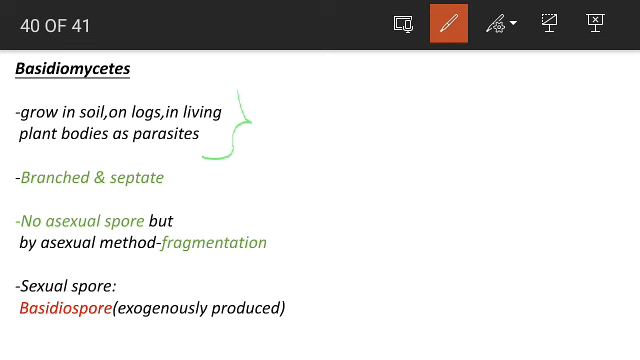 40 OF 41
Basidiomycetes
-grow in soil,on logs,in living
plant bodies as parasites
-Branched & septate
-No asexual spore but
by asexual method-fragmentation
-Sexual spore:
Basidiospore(exogenously produced)